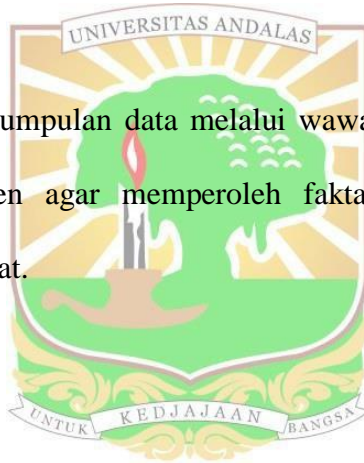 UNIVERSITAS ANDALAS
umpulan data melalui wawa
en agar memperoleh fakta
at.
UNTUK KEDJAJAAN BANGSA